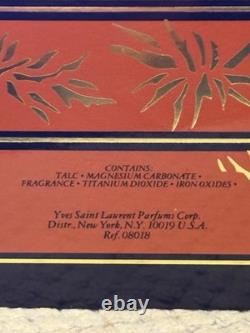 CONTAINS:
TALC • MAGNESIUM CARBONATE •
FRAGRANCE • TITANIUM DIOXIDE • IRON OXIDES •
Yves Saint Laurent Parfums Corp.
Distr., New York, N.Y. 10019 U.S.A.
Ref. 08018